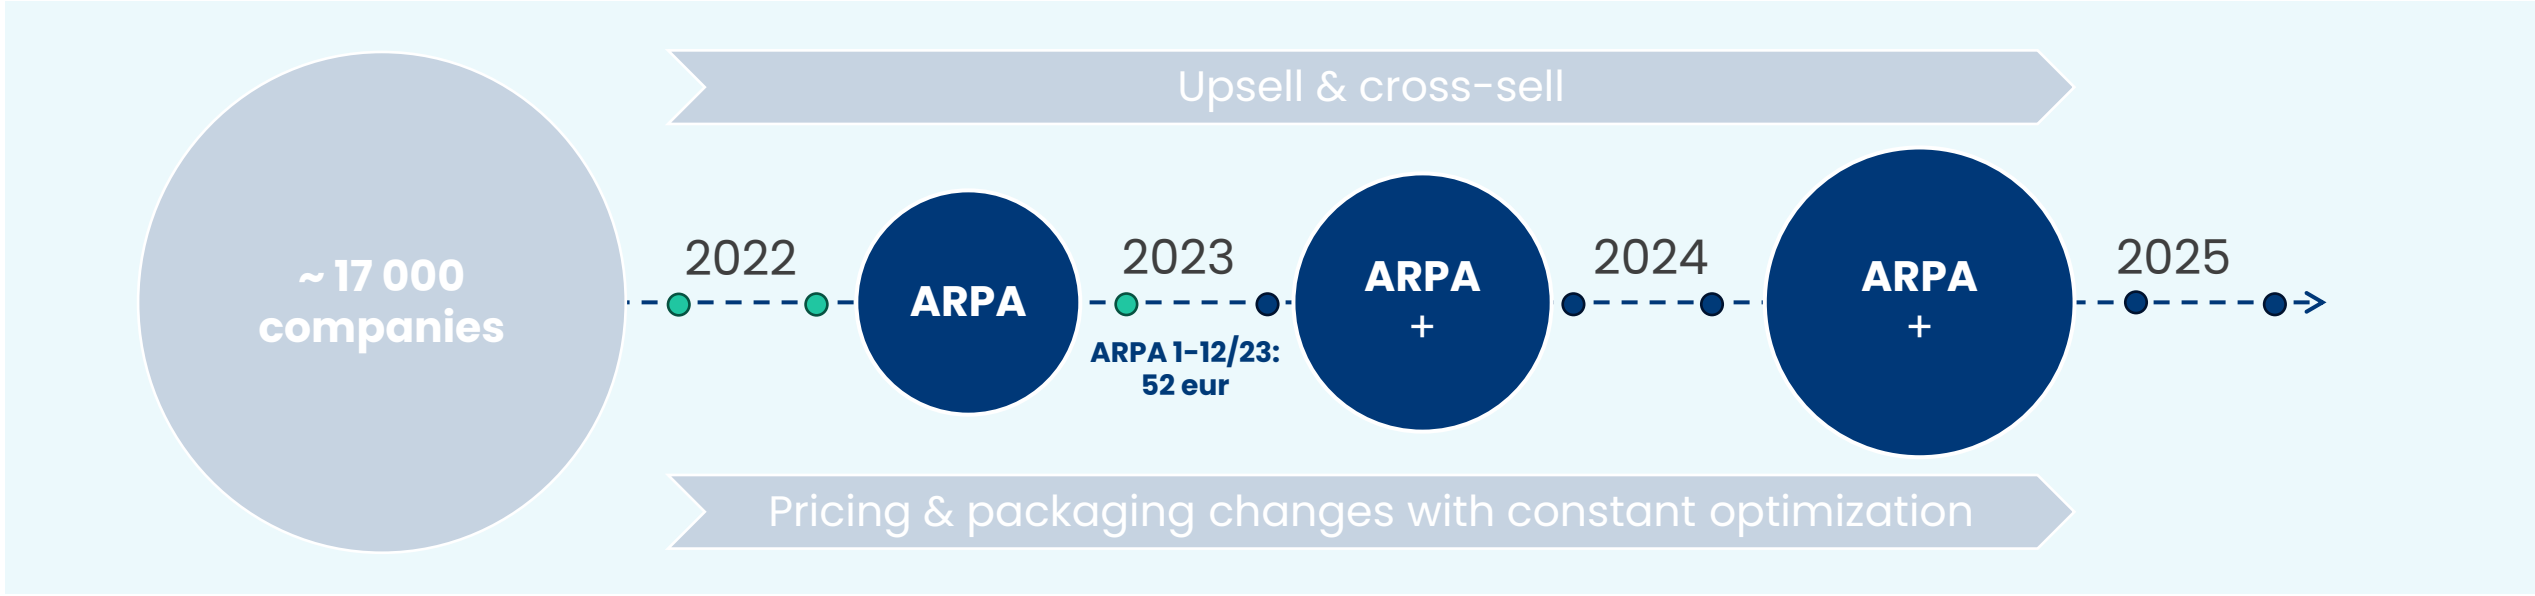 Upsell & cross-sell
~ 17 000
companies
2022
ARPA
2023
ARPA 1-12/23:
52 eur
ARPA
+
2024
ARPA
+
2025
Pricing & packaging changes with constant optimization